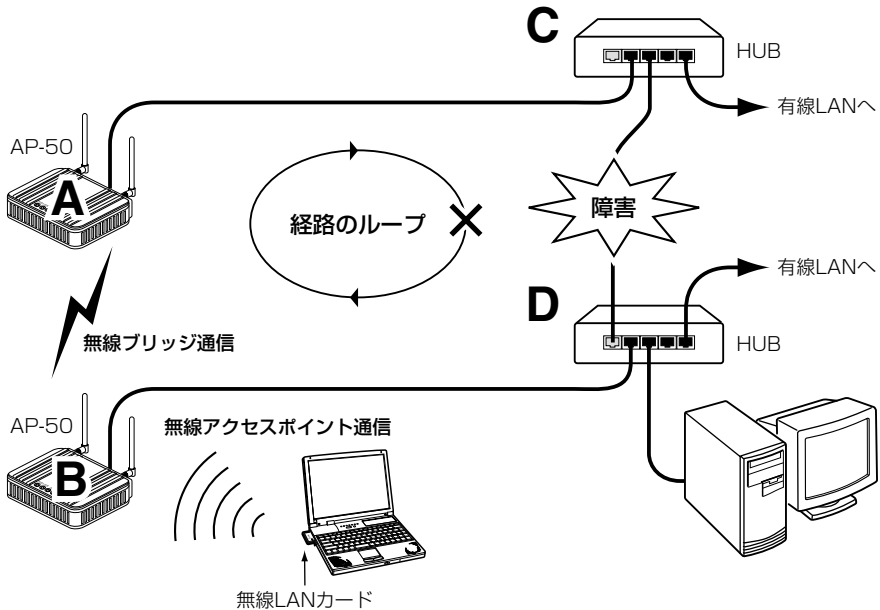 C
HUB
有線LANへ
AP-50
A
経路のループ
障害
有線LANへ
D
HUB
無線ブリッジ通信
AP-50
無線アクセスポイント通信
B
無線LANカード